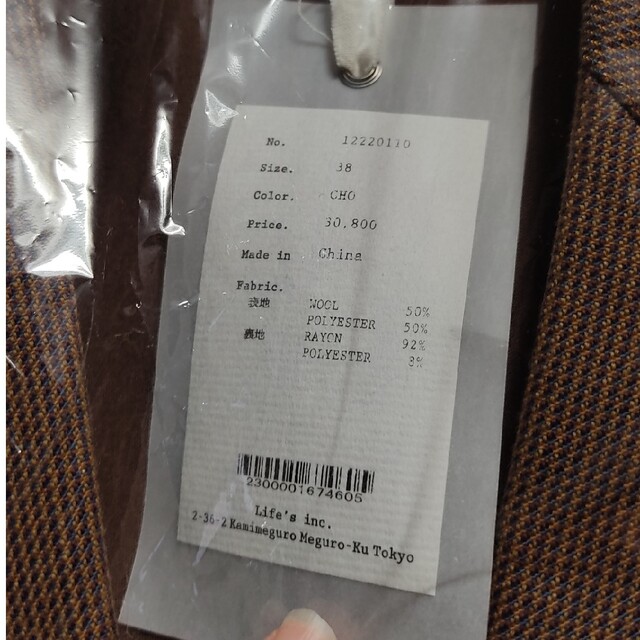 No. 12220110
Size. 38
Color. CHO
Price. 30,800
Made in China
Fabric.
表地 WOOL 50%
POLYESTER 50%
裏地 RAYON 92%
POLYESTER 8%
2300001674605
Life's inc.
2-36-2 Kamimeguro Meguro-Ku Tokyo